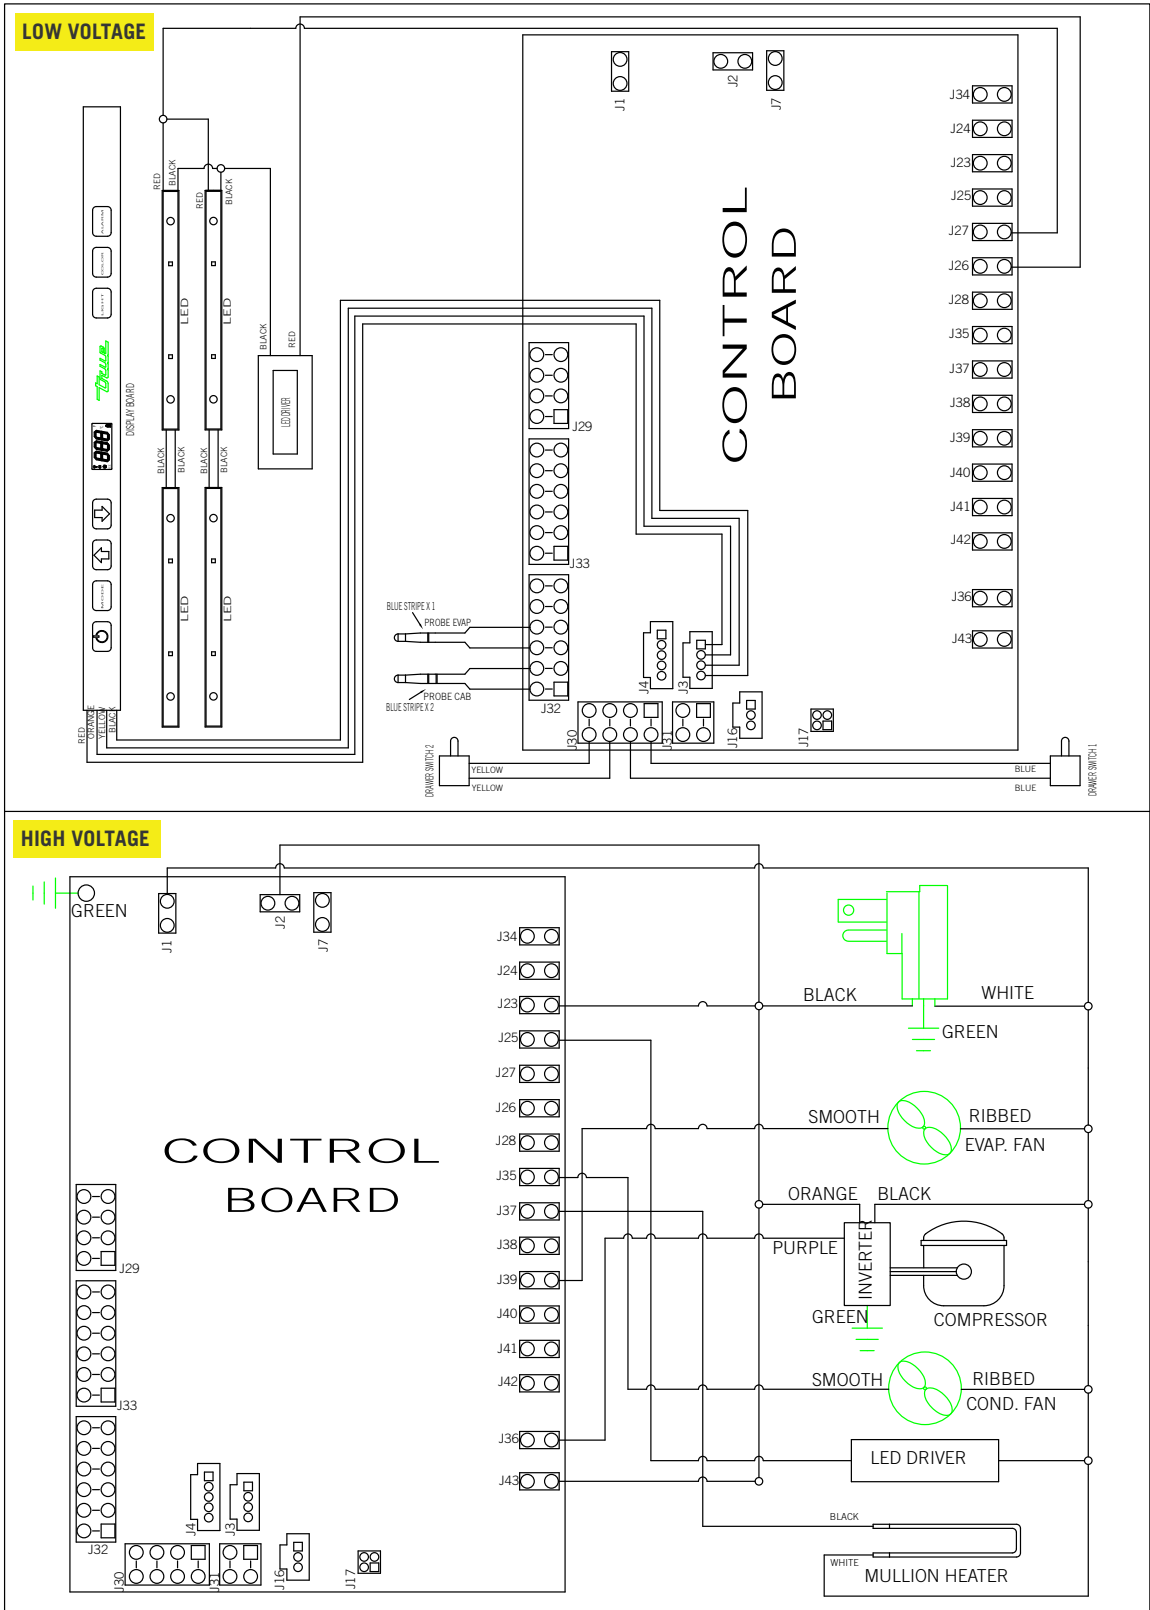 LOW VOLTAGE
J1
J2
J7
J34
J24
J23
J25
J27
J26
J28
J35
J37
J38
J39
J40
J41
J42
J36
J43
CONTROL
BOARD
RED
BLACK
RED
BLACK
ALARM
COLOR
LIGHT
True
DISPLAY BOARD
888
MODE
LED
LED
BLACK
BLACK
BLACK
BLACK
LED
LED
BLACK
RED
LED DRIVER
J29
J33
J32
BLUE STRIPE X 1
PROBE EVAP
PROBE CAB
BLUE STRIPE X 2
J4
J3
J30
J31
J16
J17
RED
ORANGE
YELLOW
BLACK
DRAWER SWITCH 2
YELLOW
YELLOW
BLUE
BLUE
DRAWER SWITCH 1
HIGH VOLTAGE
GREEN
J1
J2
J7
J34
J24
J23
J25
J27
J26
J28
J35
J37
J38
J39
J40
J41
J42
J36
J43
CONTROL
BOARD
J29
J33
J32
J4
J3
J30
J31
J16
J17
BLACK
WHITE
GREEN
SMOOTH
RIBBED
EVAP. FAN
ORANGE
BLACK
PURPLE
INVERTER
GREEN
COMPRESSOR
SMOOTH
RIBBED
COND. FAN
LED DRIVER
BLACK
WHITE
MULLION HEATER